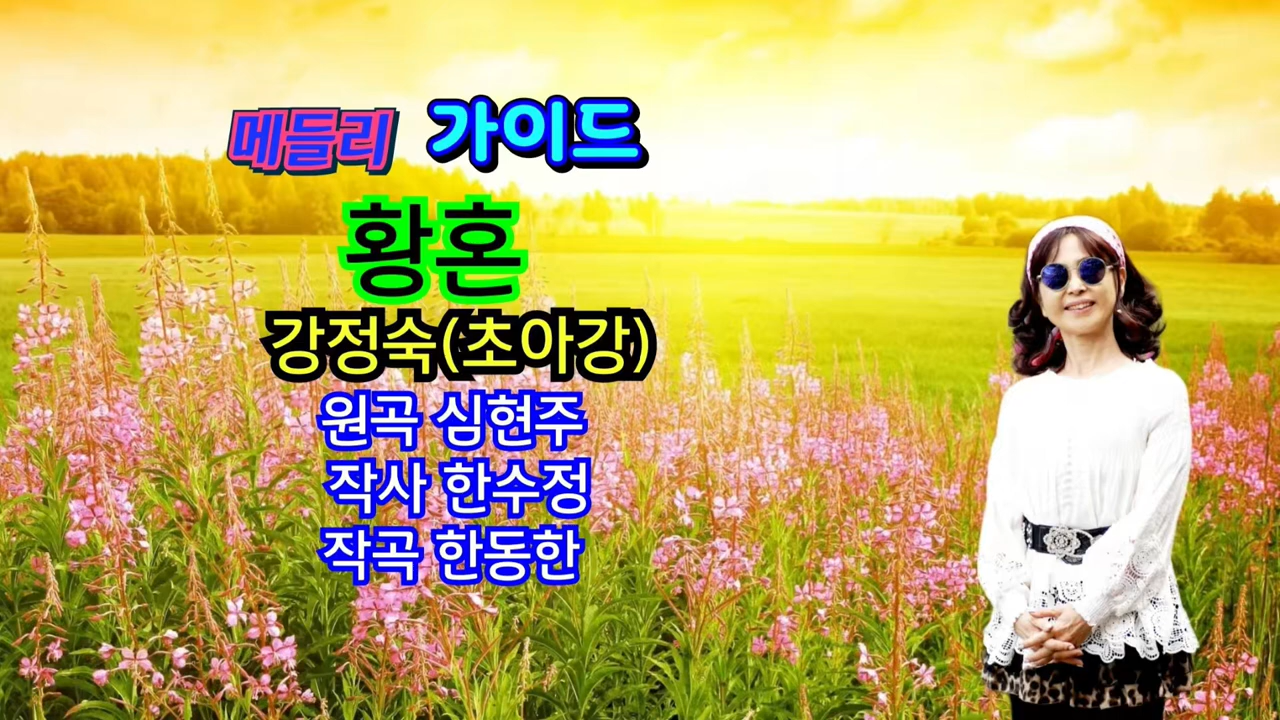 메들리 가이드
황혼
강정숙(초아강)
원곡 심현주
작사 한수정
작곡 한동한